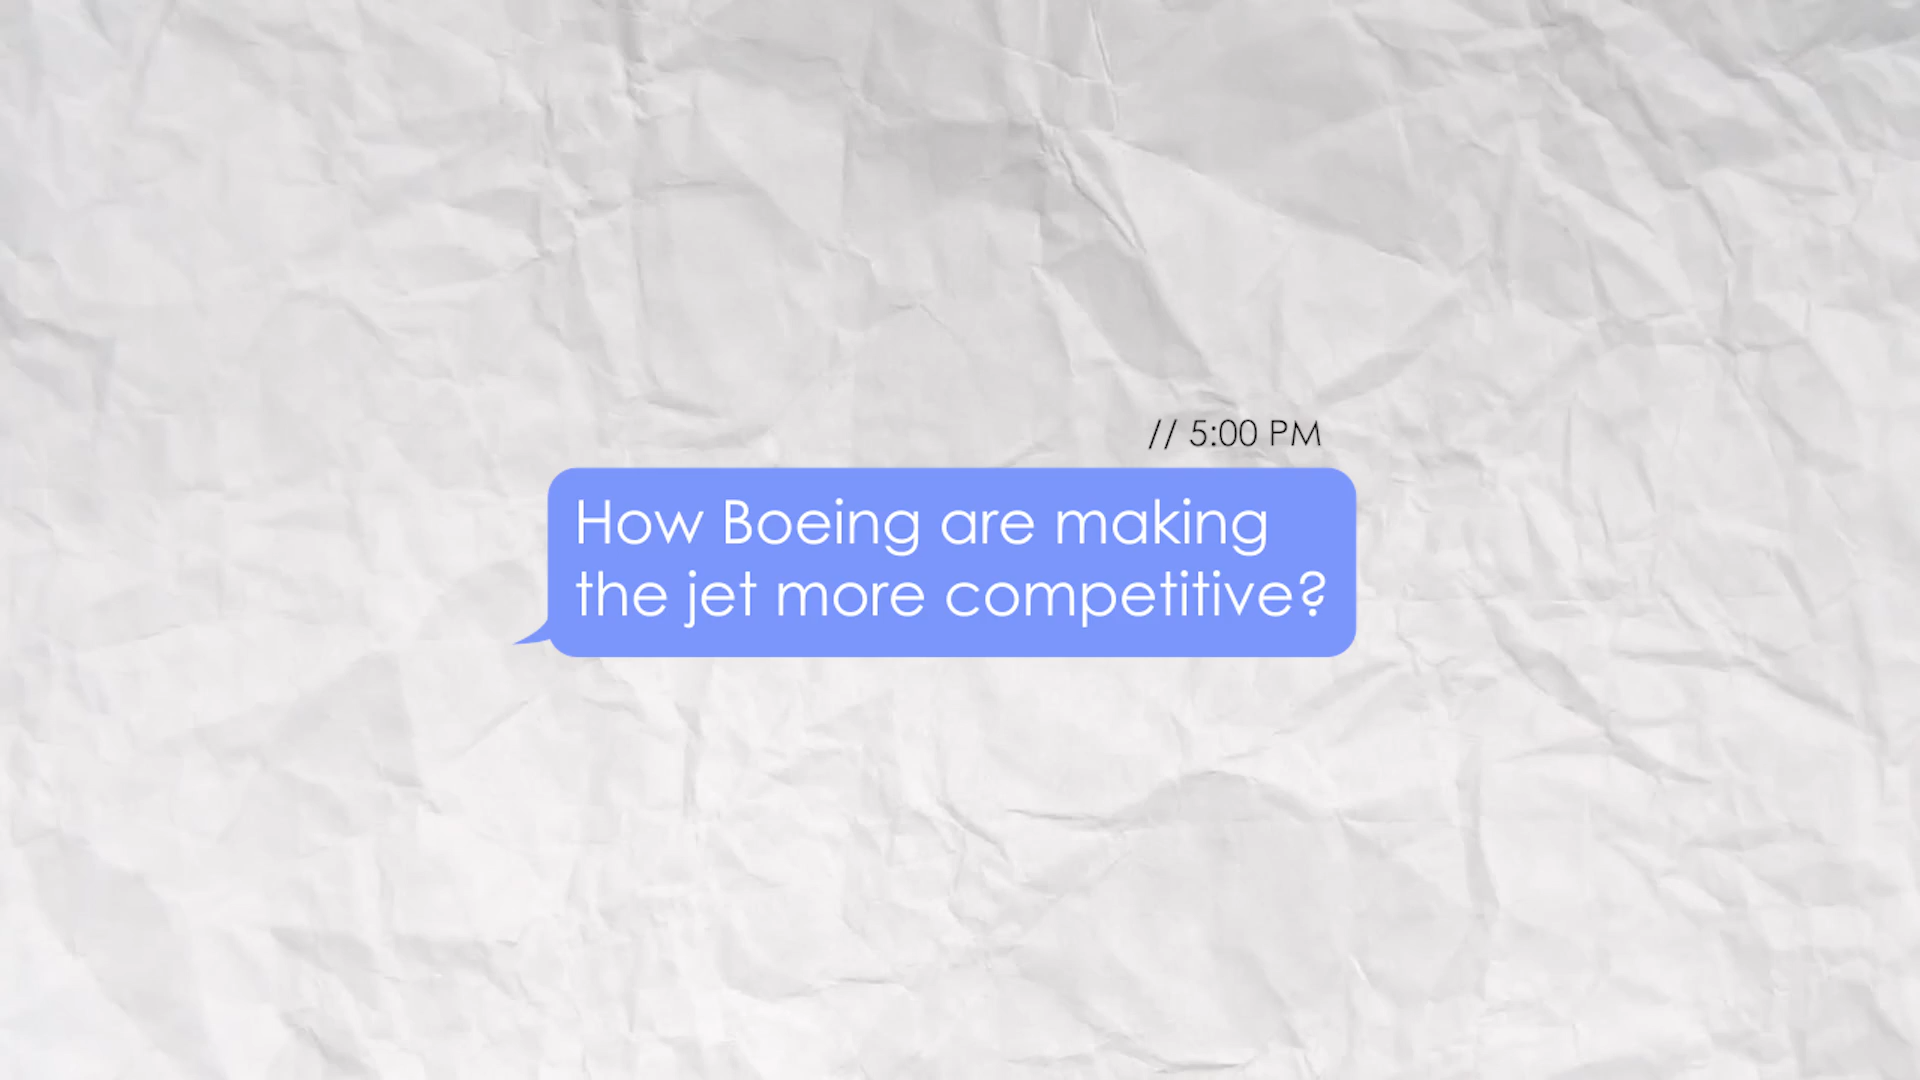 // 5:00 PM
How Boeing are making
the jet more competitive?